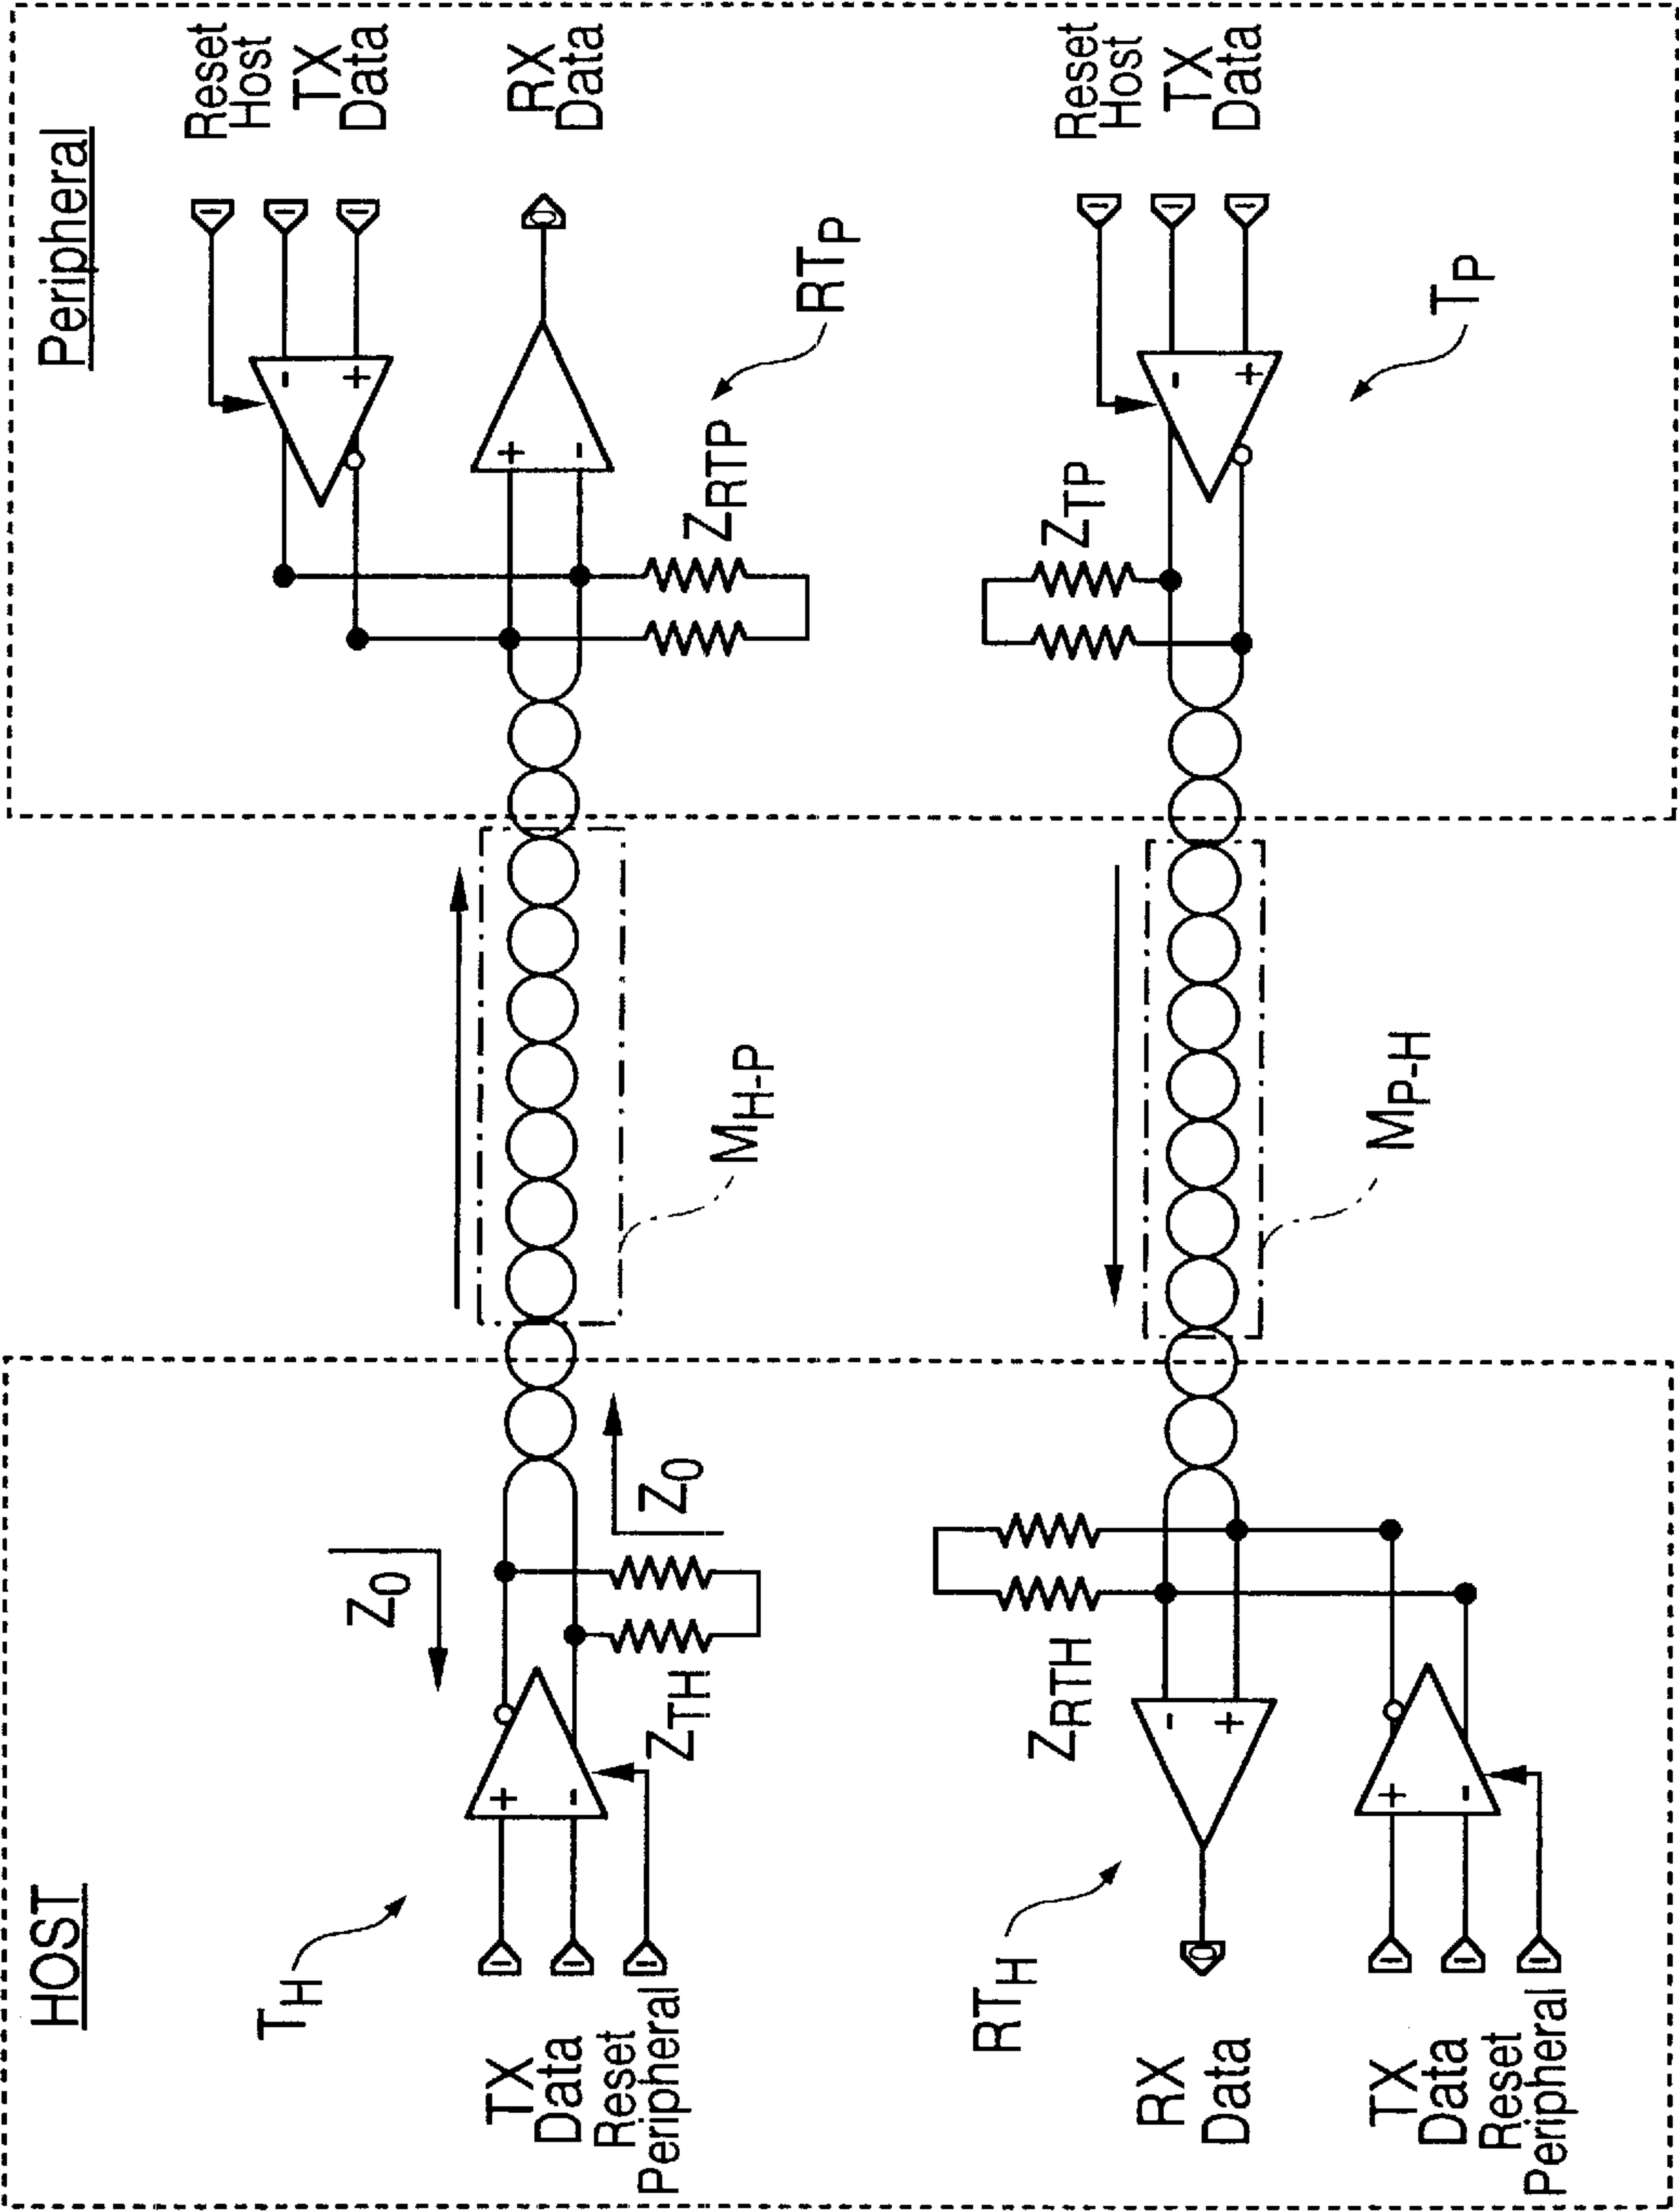 HOST
Peripheral
T_H
TX
Data
Reset
Peripheral
+
-
Z_0
Z_0
Z_TH
M_H-P
Reset
Host
TX
Data
-
+
RX
Data
+
-
Z_RTP
RT_P
RT_H
RX
Data
-
+
Z_RTH
TX
Data
Reset
Peripheral
+
-
M_P-H
Z_TP
Reset
Host
TX
Data
-
+
T_P